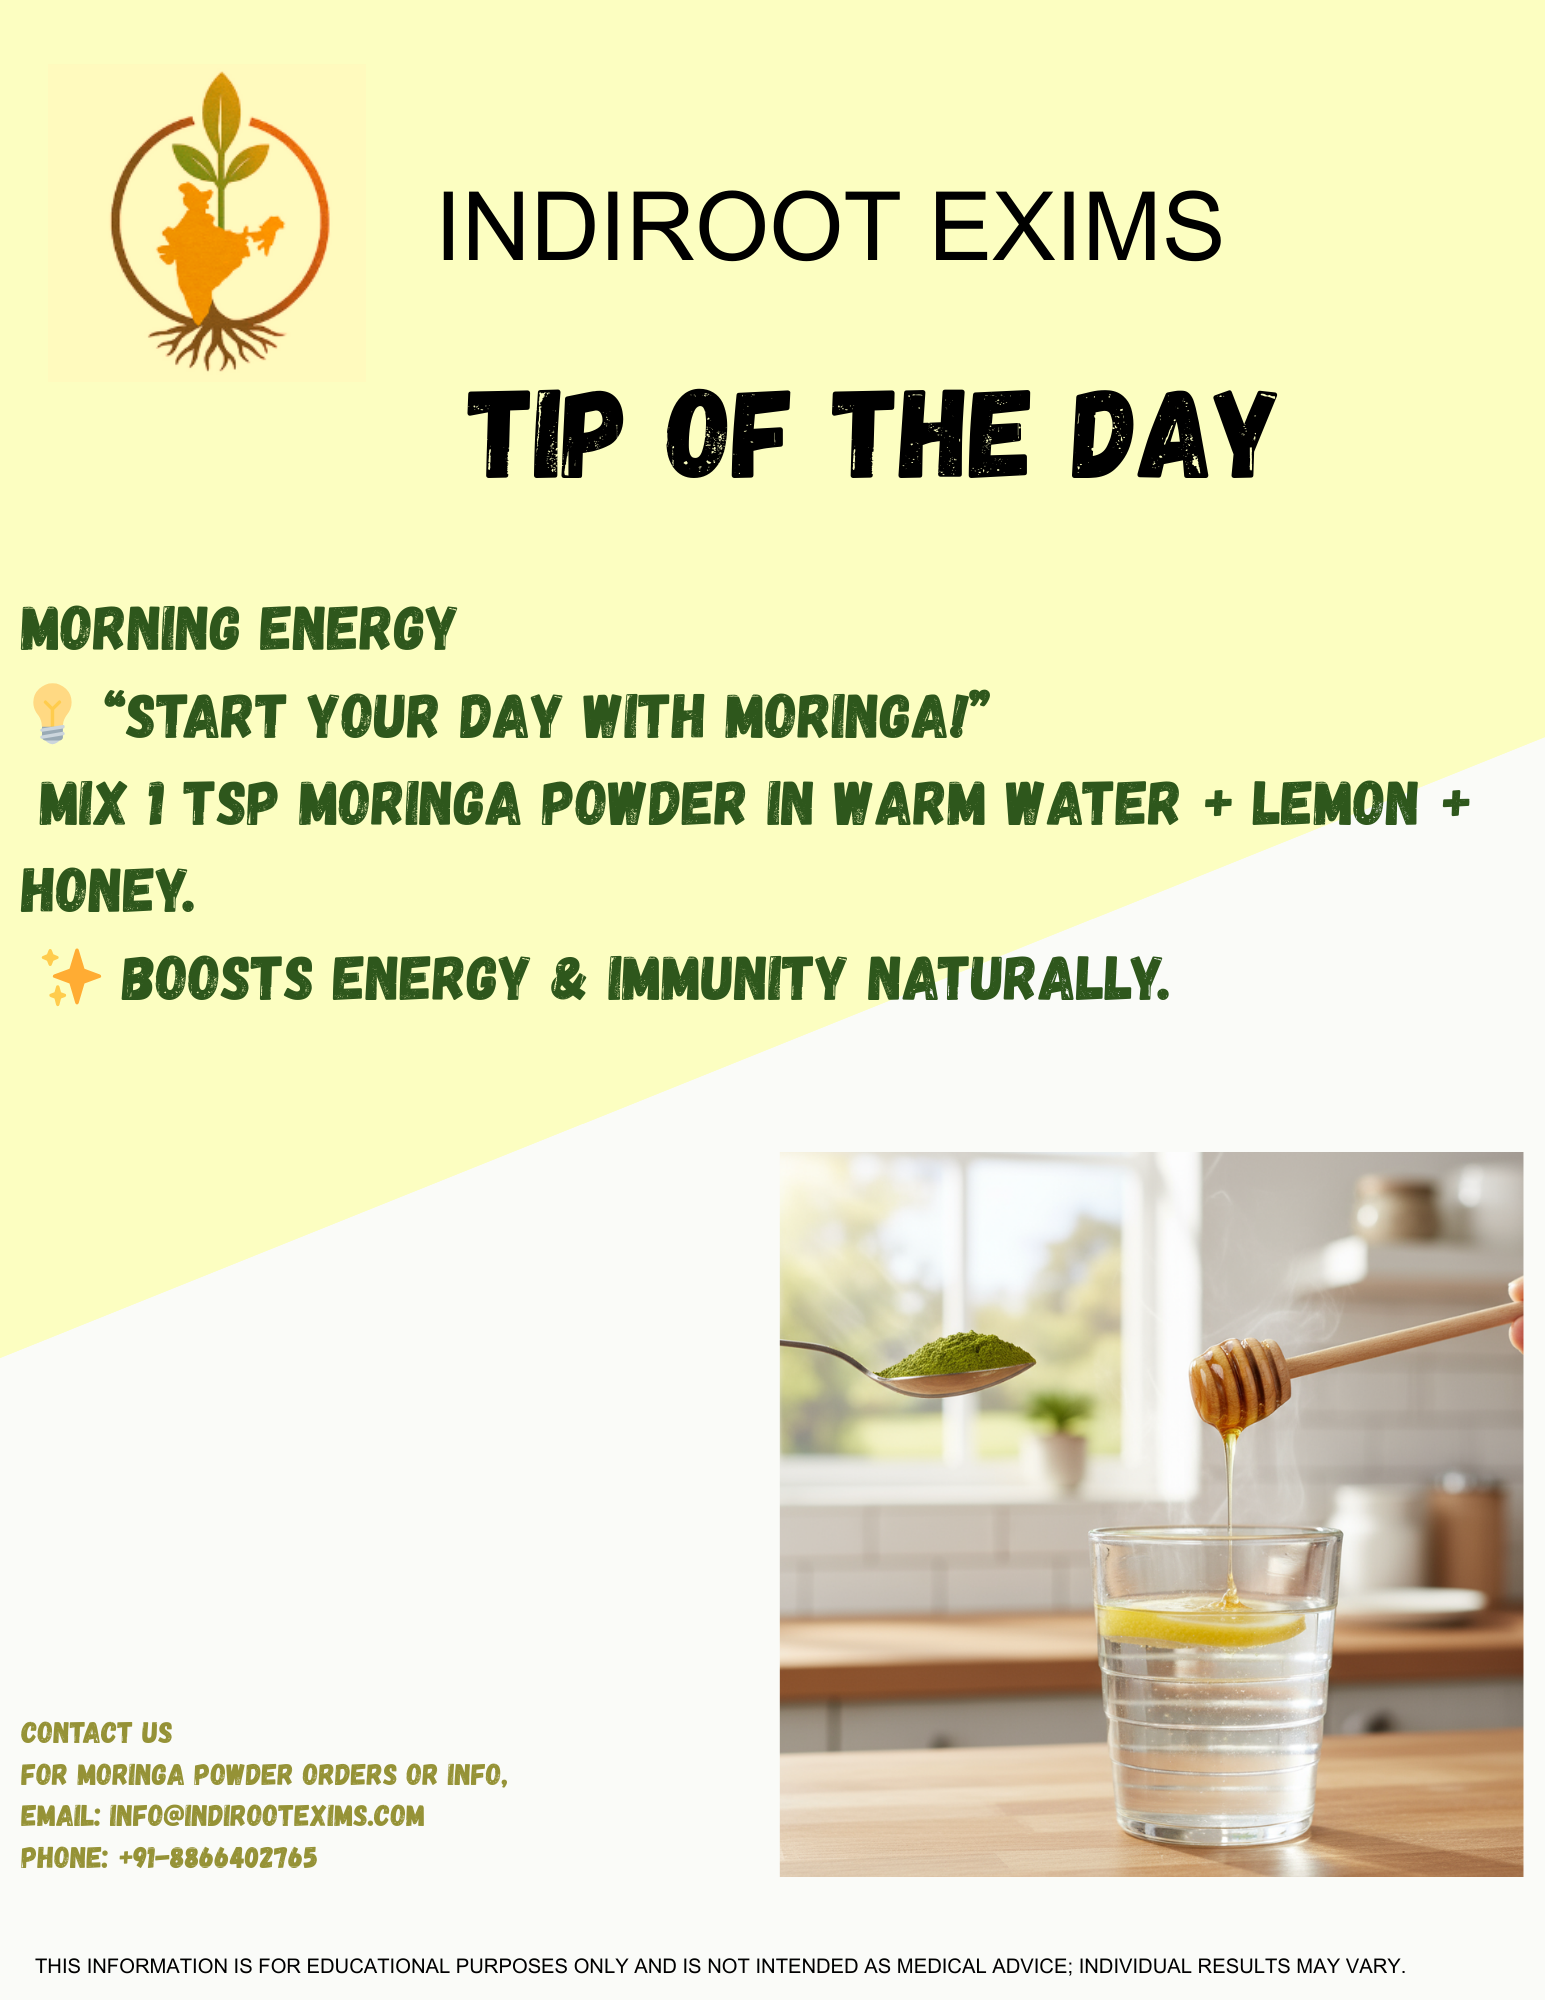 INDIROOT EXIMS
TIP OF THE DAY
MORNING ENERGY
💡 “START YOUR DAY WITH MORINGA!”
MIX 1 TSP MORINGA POWDER IN WARM WATER + LEMON +
HONEY.
✨ BOOSTS ENERGY & IMMUNITY NATURALLY.
CONTACT US
FOR MORINGA POWDER ORDERS OR INFO,
EMAIL: INFO@INDIROOTEXIMS.COM
PHONE: +91-8866402765
THIS INFORMATION IS FOR EDUCATIONAL PURPOSES ONLY AND IS NOT INTENDED AS MEDICAL ADVICE; INDIVIDUAL RESULTS MAY VARY.